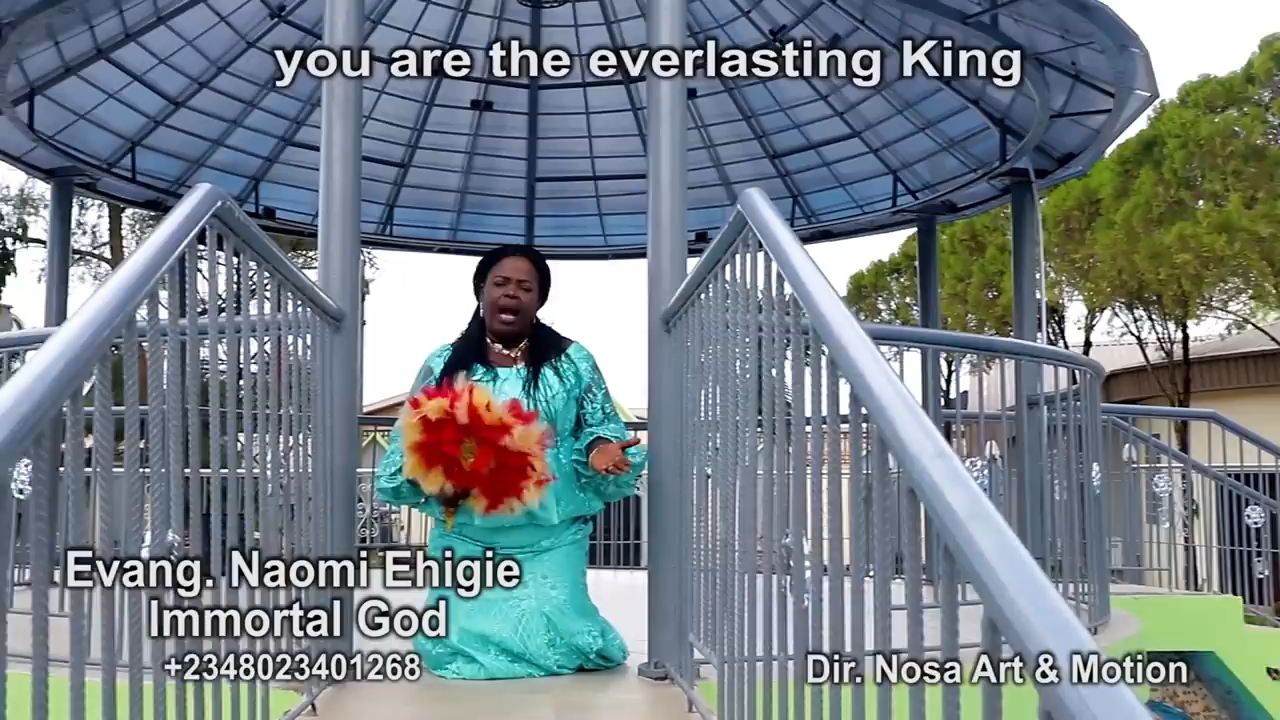 you are the everlasting King
Evang. Naomi Ehigie
Immortal God
+2348023401268
Dir. Nosa Art & Motion